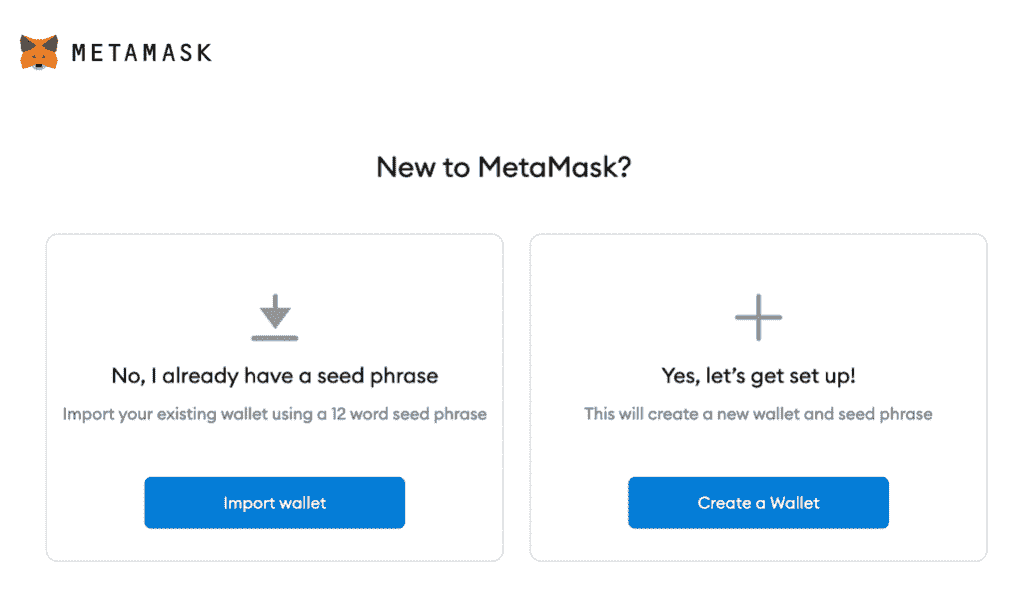 METAMASK
New to MetaMask?
No, I already have a seed phrase
Import your existing wallet using a 12 word seed phrase
Import wallet
Yes, let’s get set up!
This will create a new wallet and seed phrase
Create a Wallet